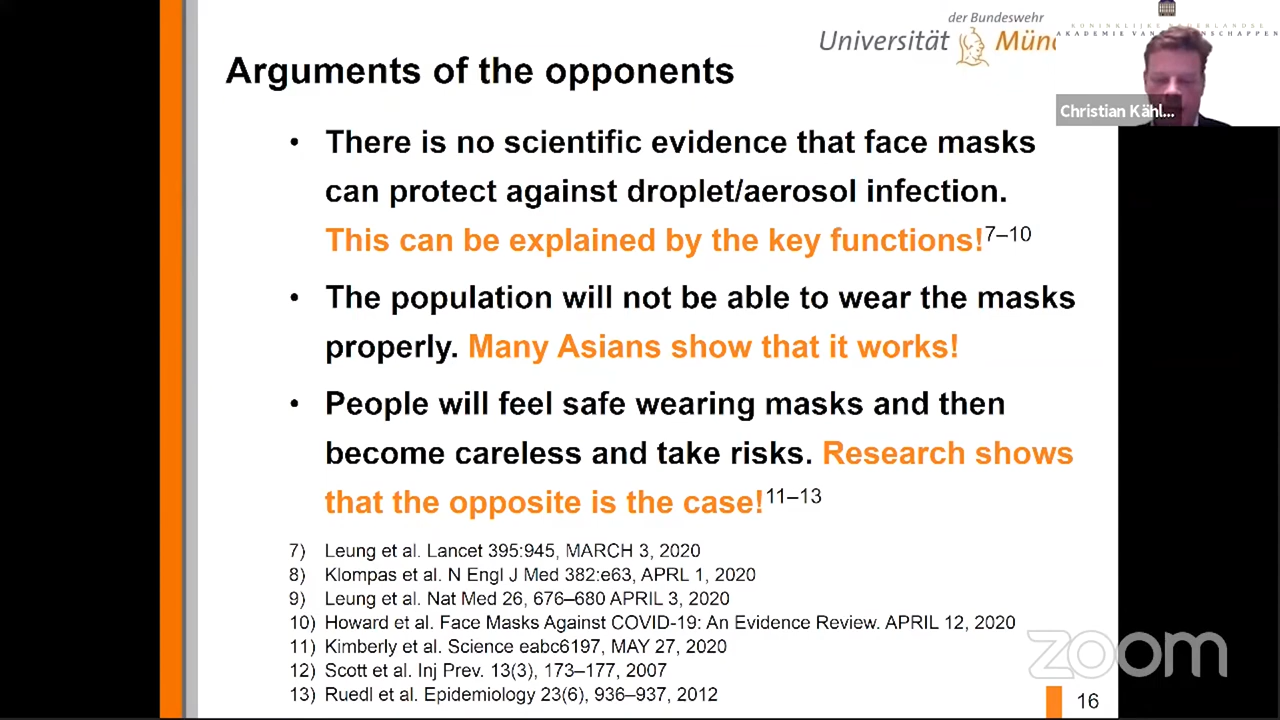 der Bundeswehr
Universität
KONINKLIJKE NEDERLANDSE
Arguments of the opponents
Christian Kähl...
• There is no scientific evidence that face masks
can protect against droplet/aerosol infection.
This can be explained by the key functions!7–10
• The population will not be able to wear the masks
properly. Many Asians show that it works!
• People will feel safe wearing masks and then
become careless and take risks. Research shows
that the opposite is the case!11–13
7) Leung et al. Lancet 395:945, MARCH 3, 2020
8) Klompas et al. N Engl J Med 382:e63, APRL 1, 2020
9) Leung et al. Nat Med 26, 676–680 APRIL 3, 2020
10) Howard et al. Face Masks Against COVID-19: An Evidence Review. APRIL 12, 2020
11) Kimberly et al. Science eabc6197, MAY 27, 2020
12) Scott et al. Inj Prev. 13(3), 173–177, 2007
13) Ruedl et al. Epidemiology 23(6), 936–937, 2012
zoom
16